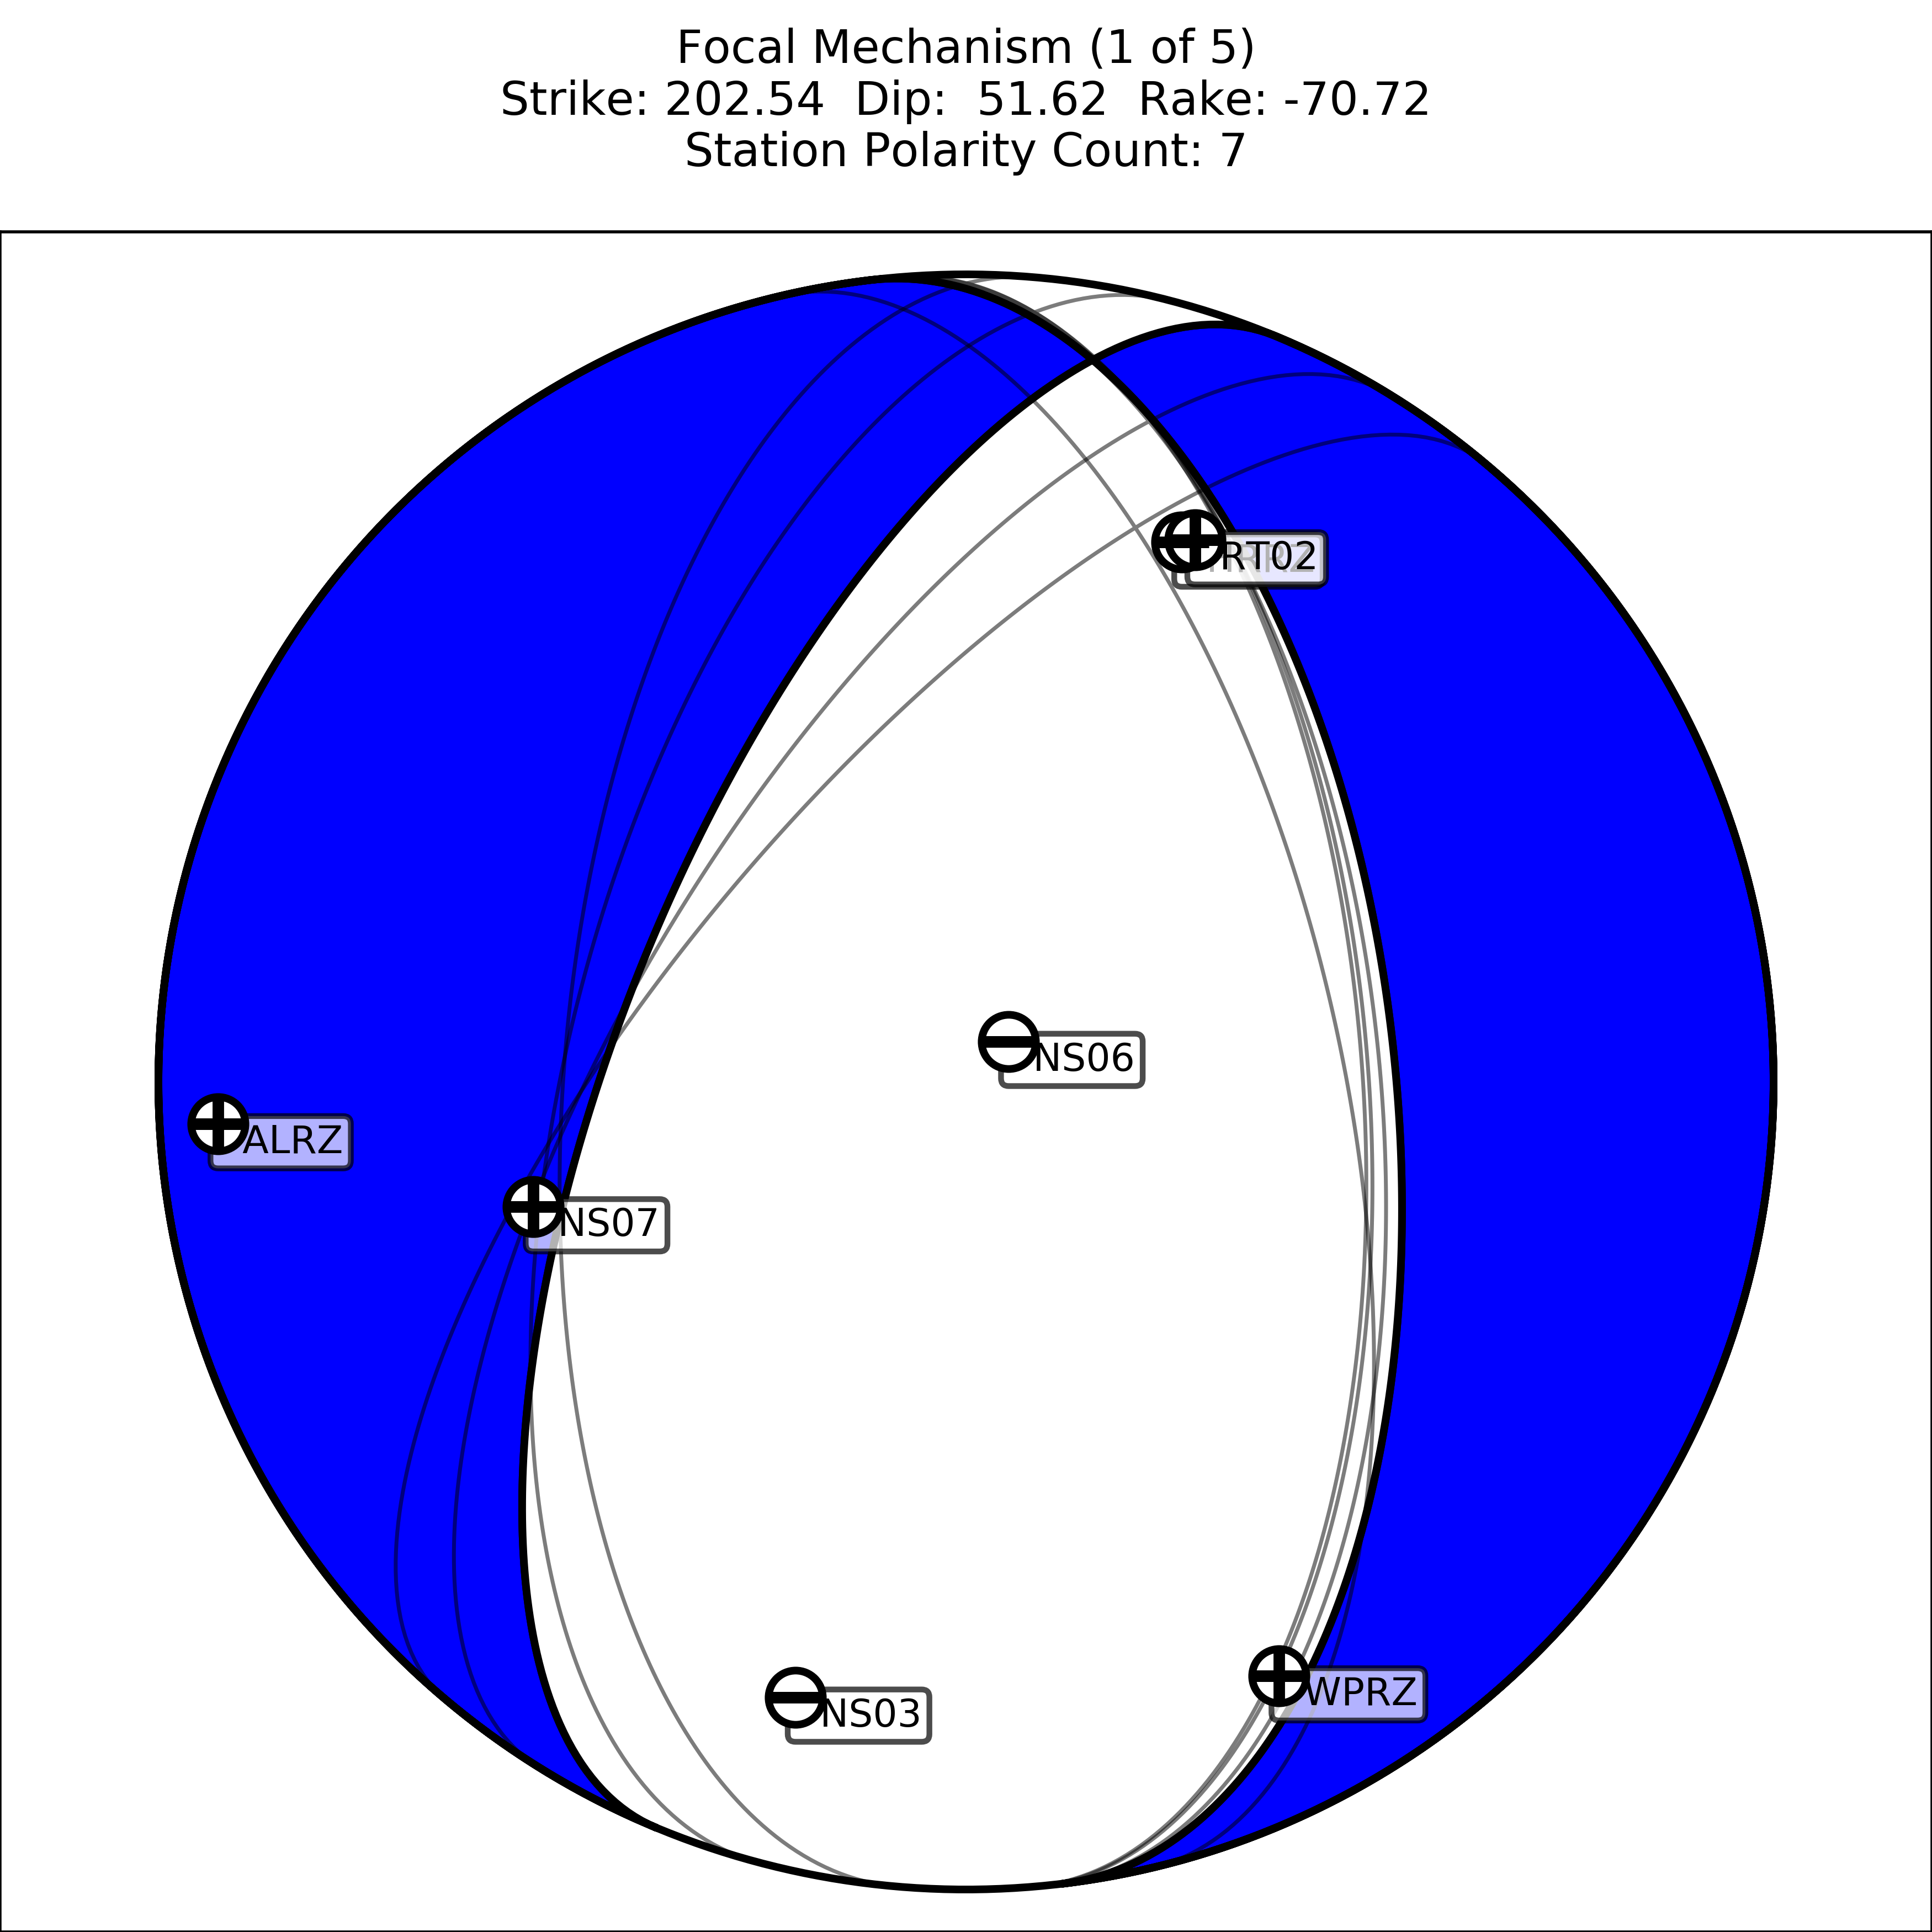 Focal Mechanism (1 of 5)
Strike: 202.54  Dip:  51.62  Rake: -70.72
Station Polarity Count: 7
RT02
NS06
ALRZ
NS07
WPRZ
NS03